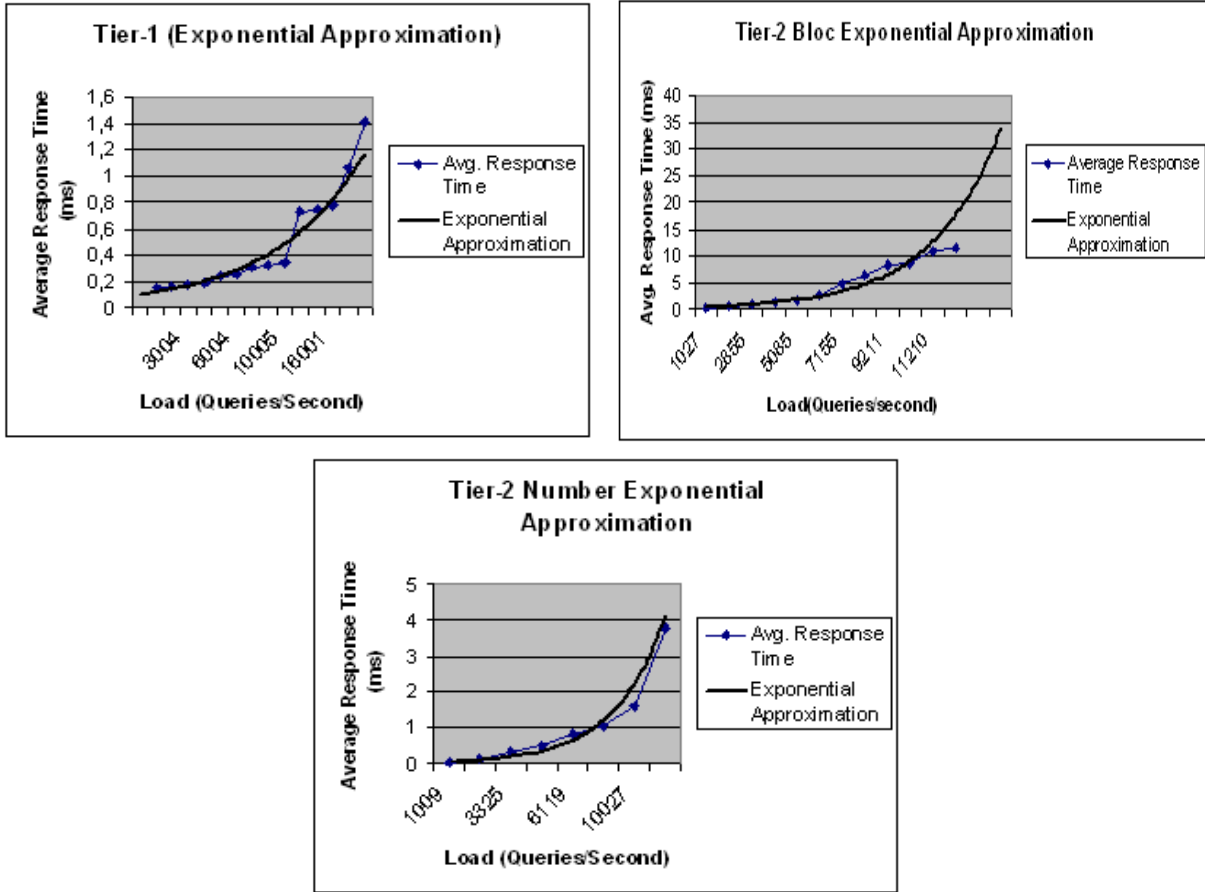 Tier-1 (Exponential Approximation)
Average Response Time
(ms)
1,6
1,4
1,2
1
0,8
0,6
0,4
0,2
0
3004
6004
10005
16001
Load (Queries/Second)
Avg. Response
Time
Exponential
Approximation
Tier-2 Bloc Exponential Approximation
Avg. Response Time (ms)
40
35
30
25
20
15
10
5
0
1027
2855
5085
7155
9211
11210
Load(Queries/second)
Average Response
Time
Exponential
Approximation
Tier-2 Number Exponential
Approximation
Average Response Time
(ms)
5
4
3
2
1
0
1009
3325
6119
10027
Load (Queries/Second)
Avg. Response
Time
Exponential
Approximation